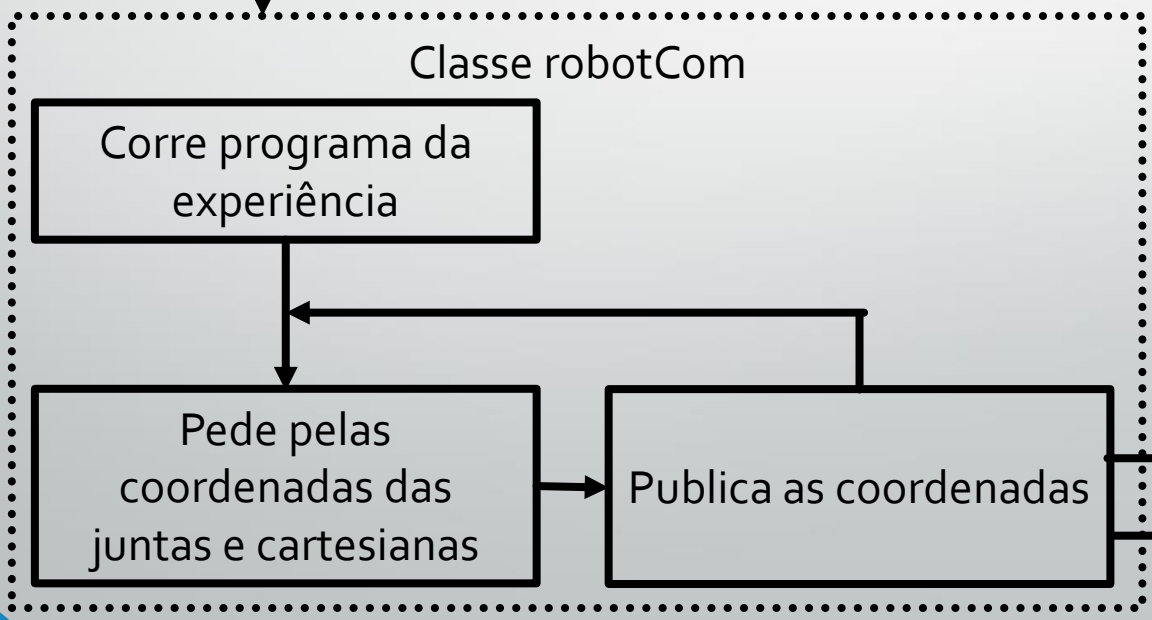 Classe robotCom
Corre programa da
experiência
Pede pelas
coordenadas das
juntas e cartesianas
Publica as coordenadas